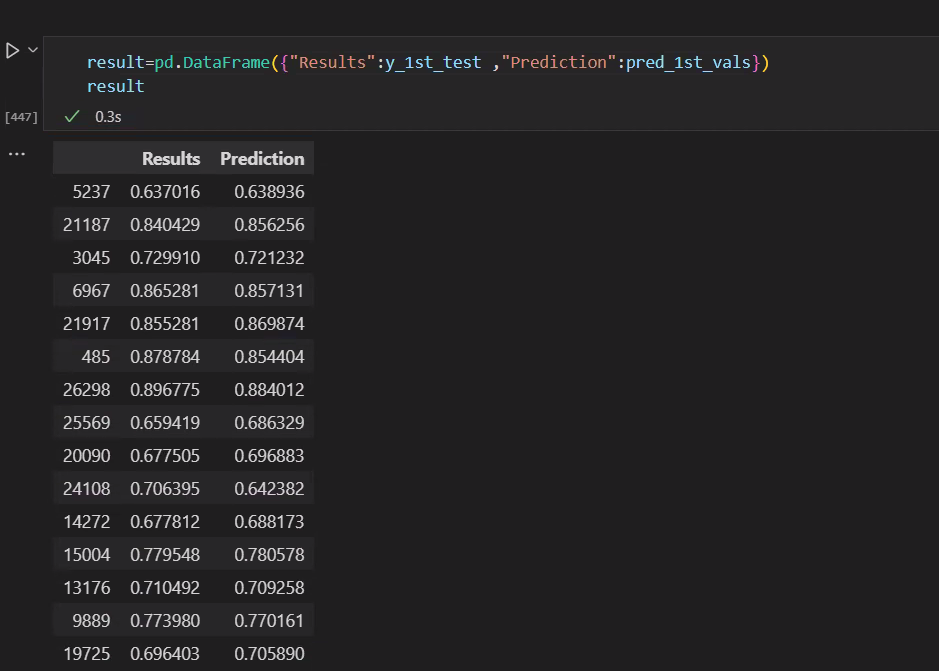 result=pd.DataFrame({"Results":y_1st_test ,"Prediction":pred_1st_vals})
result
[447] ✓ 0.3s
...
Results Prediction
5237 0.637016 0.638936
21187 0.840429 0.856256
3045 0.729910 0.721232
6967 0.865281 0.857131
21917 0.855281 0.869874
485 0.878784 0.854404
26298 0.896775 0.884012
25569 0.659419 0.686329
20090 0.677505 0.696883
24108 0.706395 0.642382
14272 0.677812 0.688173
15004 0.779548 0.780578
13176 0.710492 0.709258
9889 0.773980 0.770161
19725 0.696403 0.705890